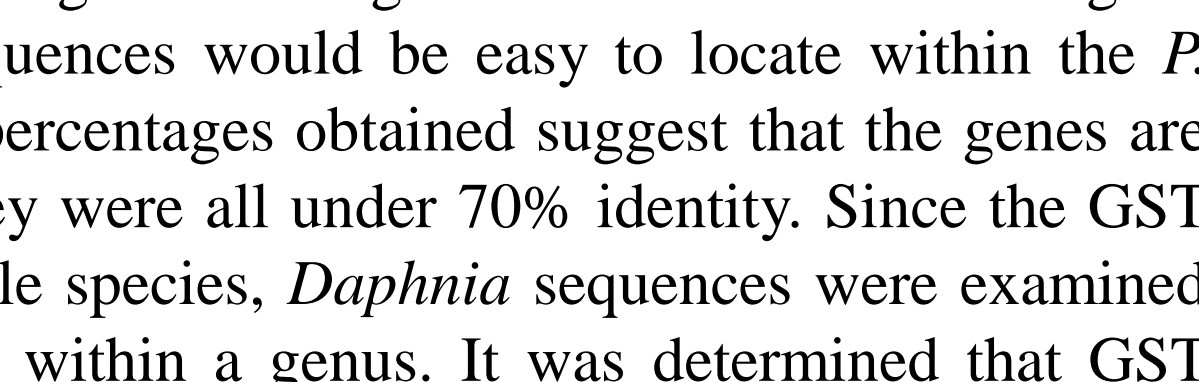 uences would be easy to locate within the P.
percentages obtained suggest that the genes are
ey were all under 70% identity. Since the GST
le species, Daphnia sequences were examined
within a genus. It was determined that GST